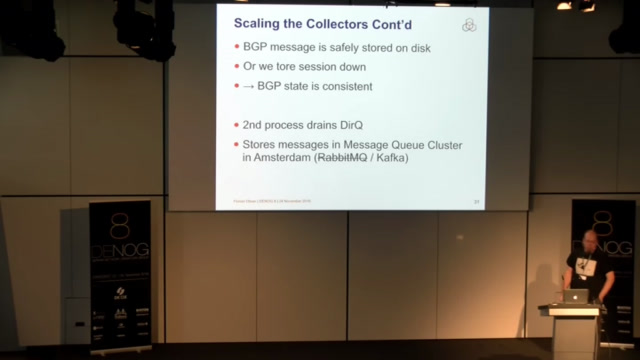 Scaling the Collectors Cont'd
• BGP message is safely stored on disk
• Or we tore session down
• → BGP state is consistent
• 2nd process drains DirQ
• Stores messages in Message Queue Cluster
in Amsterdam (RabbitMQ / Kafka)
8
DENOG
8
DENOG